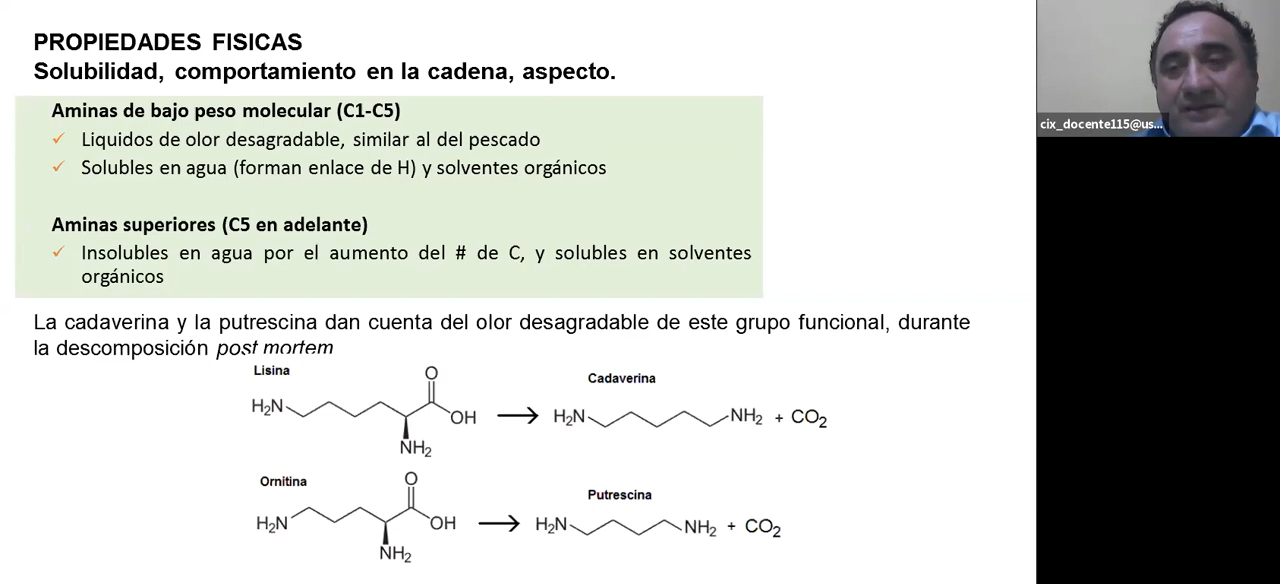 PROPIEDADES FISICAS
Solubilidad, comportamiento en la cadena, aspecto.
Aminas de bajo peso molecular (C1-C5)
✓ Liquidos de olor desagradable, similar al del pescado
✓ Solubles en agua (forman enlace de H) y solventes orgánicos
Aminas superiores (C5 en adelante)
✓ Insolubles en agua por el aumento del # de C, y solubles en solventes
orgánicos
La cadaverina y la putrescina dan cuenta del olor desagradable de este grupo funcional, durante
la descomposición post mortem
Lisina
Cadaverina
O
H₂N
OH
NH₂
H₂N
NH₂ + CO₂
Ornitina
Putrescina
O
H₂N
OH
NH₂
H₂N
NH₂ + CO₂
cix_docente115@us...